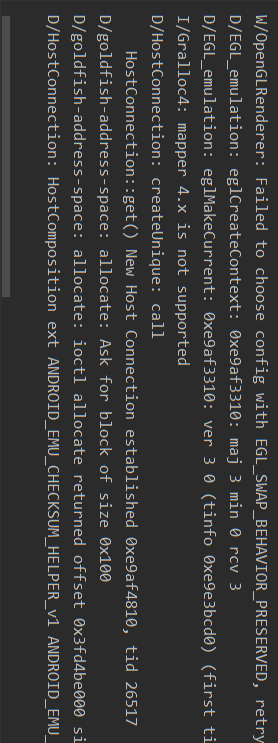 W/OpenGLRenderer: Failed to choose config with EGL_SWAP_BEHAVIOR_PRESERVED, retry
D/EGL_emulation: eglCreateContext: 0xe9af3310: maj 3 min 0 rcv 3
D/EGL_emulation: eglMakeCurrent: 0xe9af3310: ver 3 0 (tinfo 0xe9e3bcd0) (first ti
I/Gralloc4: mapper 4.x is not supported
D/HostConnection: createUnique: call
HostConnection::get() New Host Connection established 0xe9af4810, tid 26517
D/goldfish-address-space: allocate: Ask for block of size 0x100
D/goldfish-address-space: allocate: ioctl allocate returned offset 0x3fd4be000 si
D/HostConnection: HostComposition ext ANDROID_EMU_CHECKSUM_HELPER_v1 ANDROID_EMU_